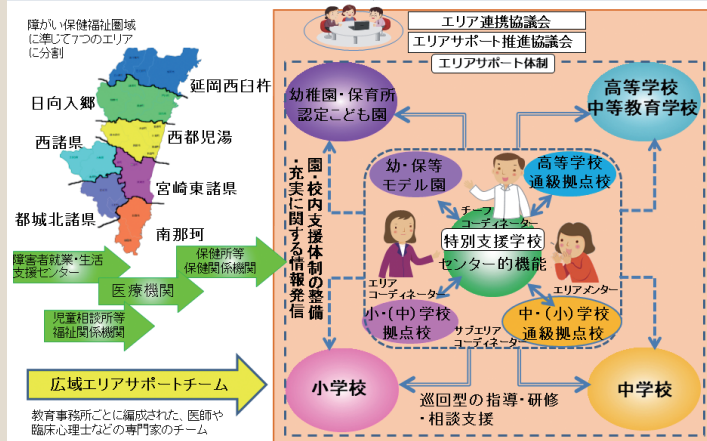 障がい保健福祉圏域
に準じて7つのエリア
に分割
延岡西臼杵
日向入郷
西都児湯
西諸県
宮崎東諸県
都城北諸県
南那珂
障害者就業・生活
支援センター
保健所等
保健関係機関
医療機関
児童相談所等
福祉関係機関
広域エリアサポートチーム
教育事務所ごとに編成された、医師や
臨床心理士などの専門家のチーム
エリア連携協議会
エリアサポート推進協議会
エリアサポート体制
幼稚園・保育所
認定こども園
高等学校
中等教育学校
園・校内支援体制の整備
・充実に関する情報発信
幼・保等
モデル園
高等学校
通級拠点校
チーフ
コーディネーター
特別支援学校
センター的機能
エリア
コーディネーター
エリアメンター
小・(中)学校
拠点校
サブエリア
コーディネーター
中・(小)学校
通級拠点校
小学校
中学校
巡回型の指導・研修
・相談支援